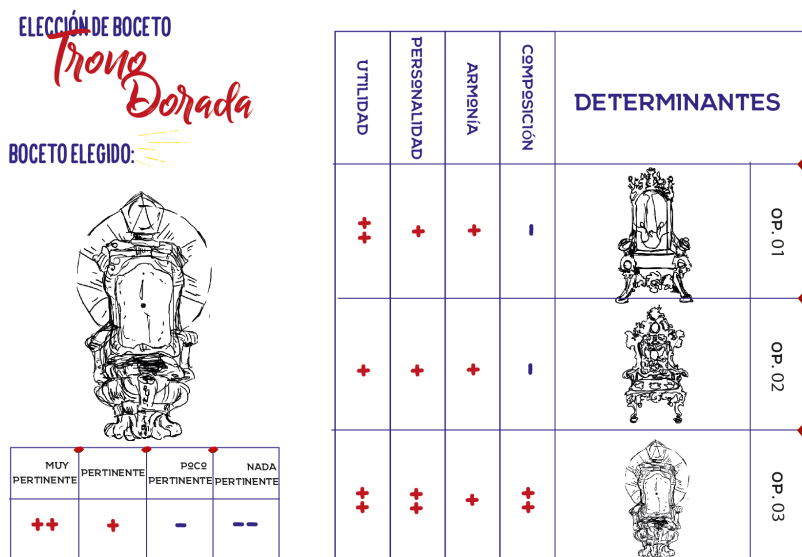 ELECCIÓN DE BOCETO
Trono
Dorada
BOCETO ELEGIDO:
MUY PERTINENTE
PERTINENTE
POCO PERTINENTE
NADA PERTINENTE
++
+
-
--
UTILIDAD
PERSONALIDAD
ARMONÍA
COMPOSICIÓN
DETERMINANTES
++
+
+
-
OP. 01
+
+
+
-
OP. 02
++
++
+
++
OP. 03